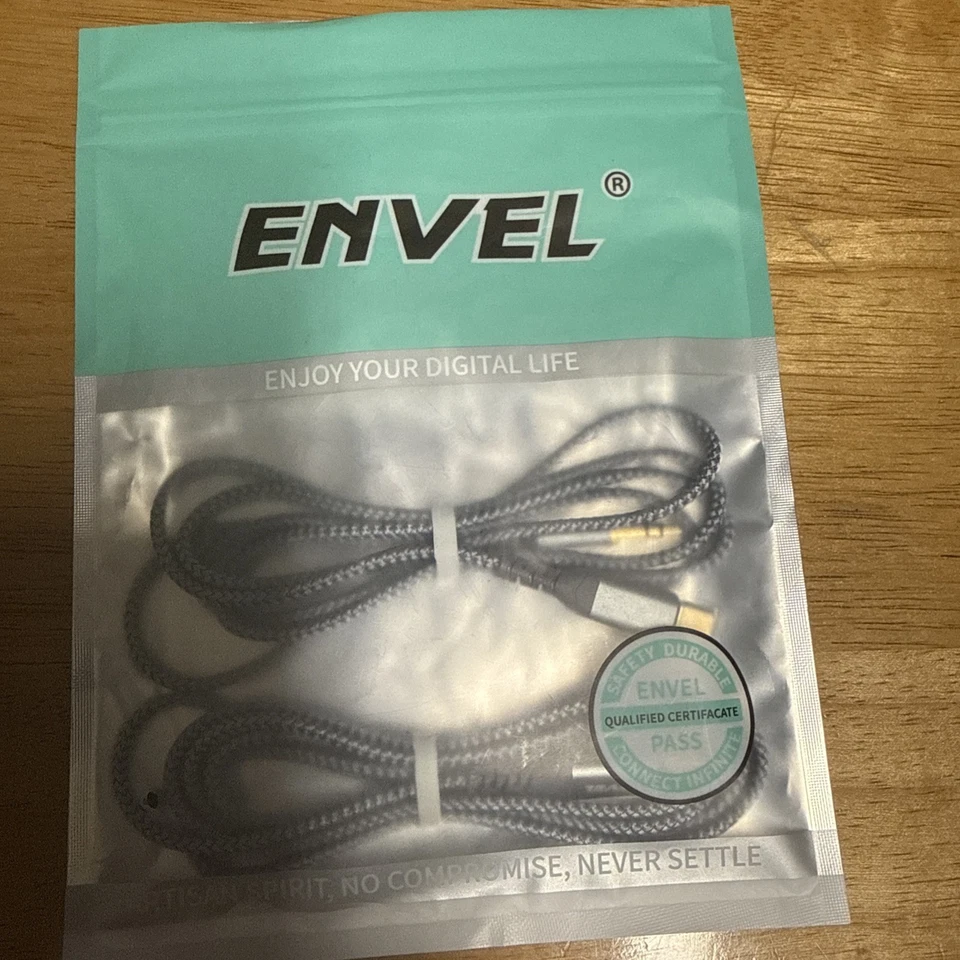 ENVEL®
ENJOY YOUR DIGITAL LIFE
SAFETY DURABLE
ENVEL
QUALIFIED CERTIFACATE
PASS
CONNECT INFINITE
SPIRIT, NO COMPROMISE, NEVER SETTLE